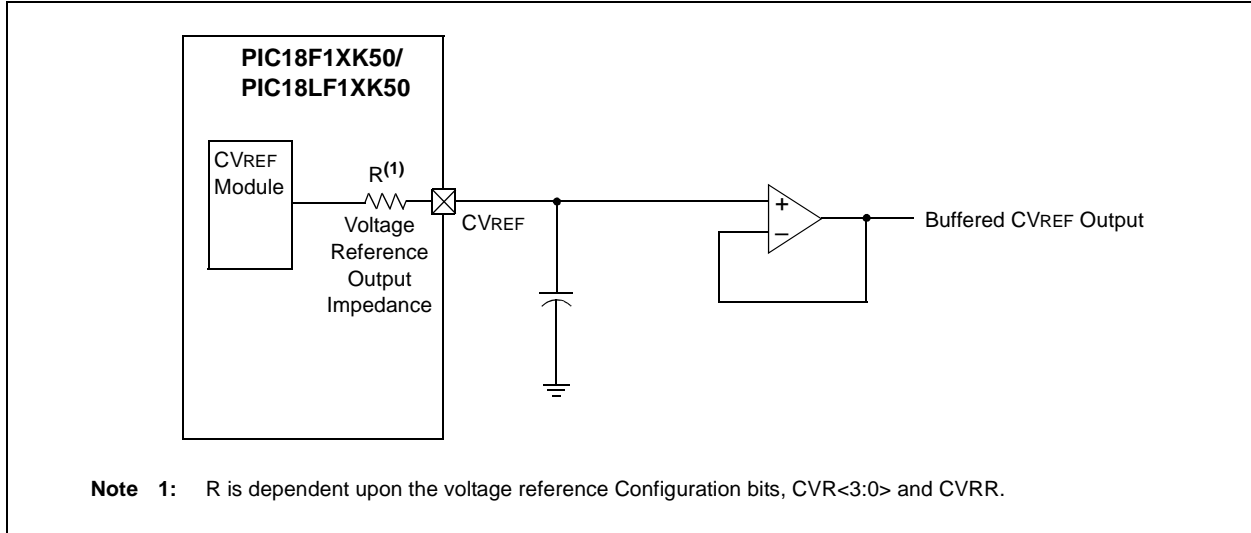 PIC18F1XK50/
PIC18LF1XK50
CVREF
Module
R(1)
Voltage
Reference
Output
Impedance
CVREF
+
–
Buffered CVREF Output
Note 1: R is dependent upon the voltage reference Configuration bits, CVR<3:0> and CVRR.